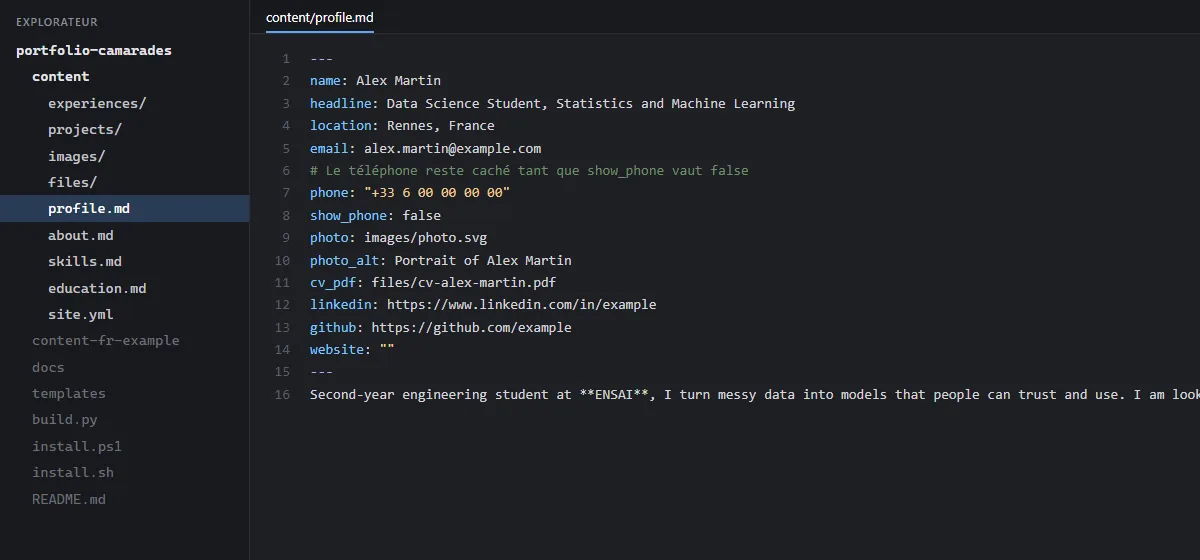 EXPLORATEUR
portfolio-camarades
content
experiences/
projects/
images/
files/
profile.md
about.md
skills.md
education.md
site.yml
content-fr-example
docs
templates
build.py
install.ps1
install.sh
README.md
content/profile.md
1 ---
2 name: Alex Martin
3 headline: Data Science Student, Statistics and Machine Learning
4 location: Rennes, France
5 email: alex.martin@example.com
6 # Le téléphone reste caché tant que show_phone vaut false
7 phone: "+33 6 00 00 00 00"
8 show_phone: false
9 photo: images/photo.svg
10 photo_alt: Portrait of Alex Martin
11 cv_pdf: files/cv-alex-martin.pdf
12 linkedin: https://www.linkedin.com/in/example
13 github: https://github.com/example
14 website: ""
15 ---
16 Second-year engineering student at **ENSAI**, I turn messy data into models that people can trust and use. I am look